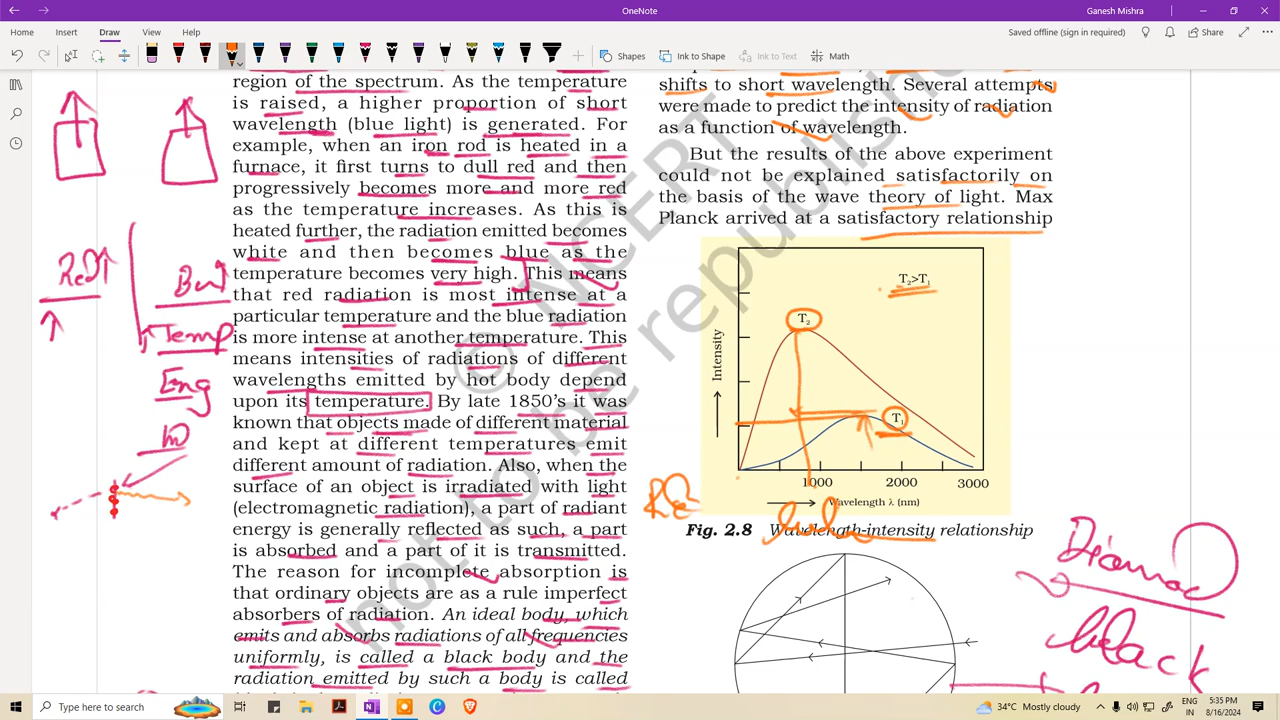 OneNote
Ganesh Mishra
Home Insert Draw View Help
Saved offline (sign in required)
Share
Shapes
Ink to Shape
Ink to Text
Math
region of the spectrum. As the temperature
is raised, a higher proportion of short
wavelength (blue light) is generated. For
example, when an iron rod is heated in a
furnace, it first turns to dull red and then
progressively becomes more and more red
as the temperature increases. As this is
heated further, the radiation emitted becomes
white and then becomes blue as the
temperature becomes very high. This means
that red radiation is most intense at a
particular temperature and the blue radiation
is more intense at another temperature. This
means intensities of radiations of different
wavelengths emitted by hot body depend
upon its temperature. By late 1850's it was
known that objects made of different material
and kept at different temperatures emit
different amount of radiation. Also, when the
surface of an object is irradiated with light
(electromagnetic radiation), a part of radiant
energy is generally reflected as such, a part
is absorbed and a part of it is transmitted.
The reason for incomplete absorption is
that ordinary objects are as a rule imperfect
absorbers of radiation. An ideal body, which
emits and absorbs radiations of all frequencies
uniformly, is called a black body and the
radiation emitted by such a body is called
shifts to short wavelength. Several attempts
were made to predict the intensity of radiation
as a function of wavelength.
But the results of the above experiment
could not be explained satisfactorily on
the basis of the wave theory of light. Max
Planck arrived at a satisfactory relationship
T₂>T₁
T₂
T₁
Intensity
1000 2000 3000
Wavelength λ (nm)
Fig. 2.8 Wavelength-intensity relationship
© NCERT
not to be republished
Temp
Eng
black
Type here to search
34°C Mostly cloudy
ENG
IN
5:35 PM
8/16/2024